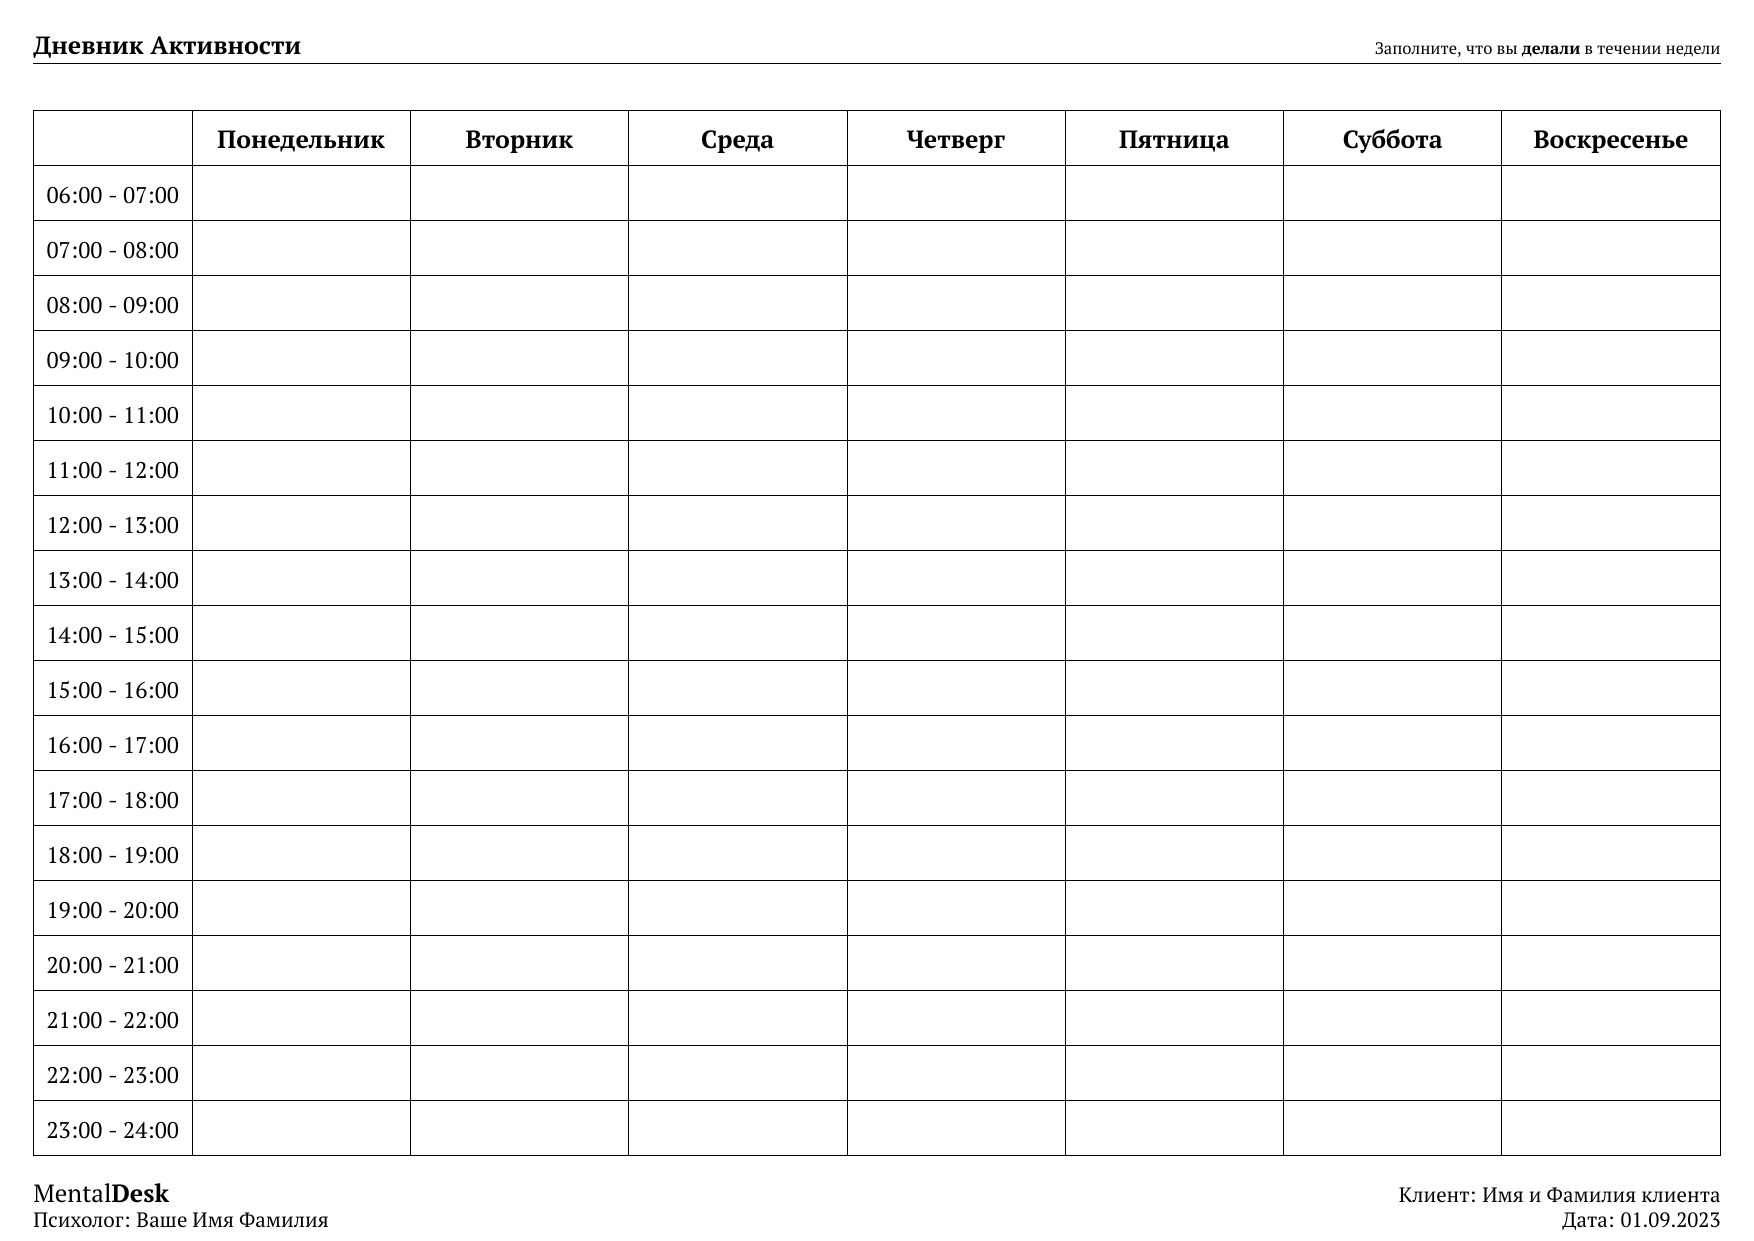 Дневник Активности
Заполните, что вы делали в течении недели
Понедельник Вторник Среда Четверг Пятница Суббота Воскресенье
06:00 - 07:00
07:00 - 08:00
08:00 - 09:00
09:00 - 10:00
10:00 - 11:00
11:00 - 12:00
12:00 - 13:00
13:00 - 14:00
14:00 - 15:00
15:00 - 16:00
16:00 - 17:00
17:00 - 18:00
18:00 - 19:00
19:00 - 20:00
20:00 - 21:00
21:00 - 22:00
22:00 - 23:00
23:00 - 24:00
MentalDesk
Психолог: Ваше Имя Фамилия
Клиент: Имя и Фамилия клиента
Дата: 01.09.2023